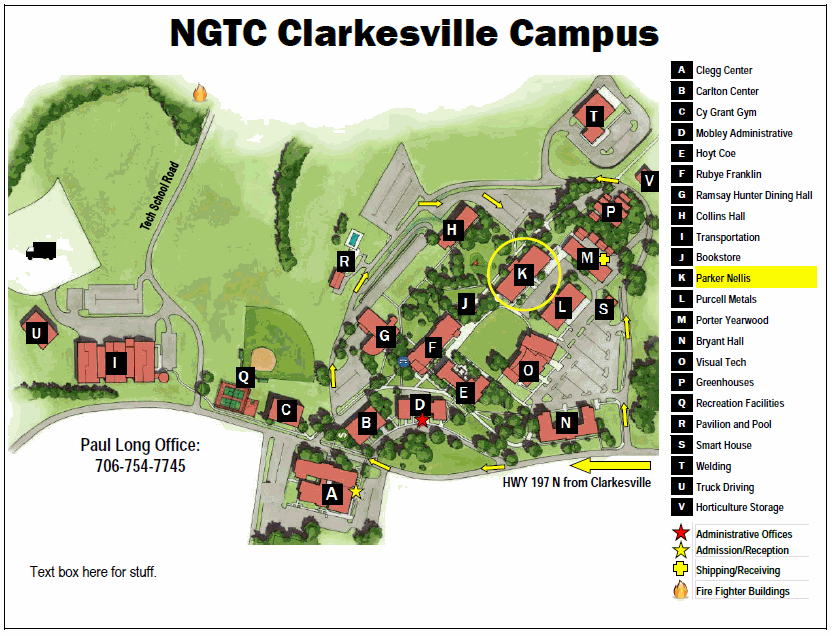 NGTC Clarkesville Campus
A Clegg Center
B Carlton Center
C Cy Grant Gym
D Mobley Administrative
E Hoyt Coe
F Rubye Franklin
G Ramsay Hunter Dining Hall
H Collins Hall
I Transportation
J Bookstore
K Parker Nellis
L Purcell Metals
M Porter Yearwood
N Bryant Hall
O Visual Tech
P Greenhouses
Q Recreation Facilities
R Pavilion and Pool
S Smart House
T Welding
U Truck Driving
V Horticulture Storage
Administrative Offices
Admission/Reception
Shipping/Receiving
Fire Fighter Buildings
Tech School Road
T
V
P
H
R
M
K
J
L
S
U
G
F
I
O
Q
E
C
D
B
N
A
Paul Long Office:
706-754-7745
HWY 197 N from Clarkesville
Text box here for stuff.